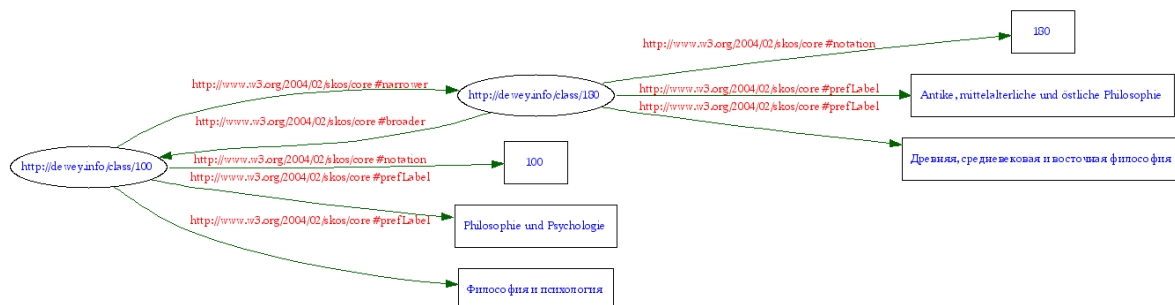 180
http://www.w3.org/2004/02/skos/core#notation
http://www.w3.org/2004/02/skos/core#narrower
http://dewey.info/class/180
http://www.w3.org/2004/02/skos/core#prefLabel
Antike, mittelalterliche und östliche Philosophie
http://www.w3.org/2004/02/skos/core#prefLabel
http://www.w3.org/2004/02/skos/core#broader
Древняя, средневековая и восточная философия
http://dewey.info/class/100
http://www.w3.org/2004/02/skos/core#notation
100
http://www.w3.org/2004/02/skos/core#prefLabel
http://www.w3.org/2004/02/skos/core#prefLabel
Philosophie und Psychologie
Философия и психология